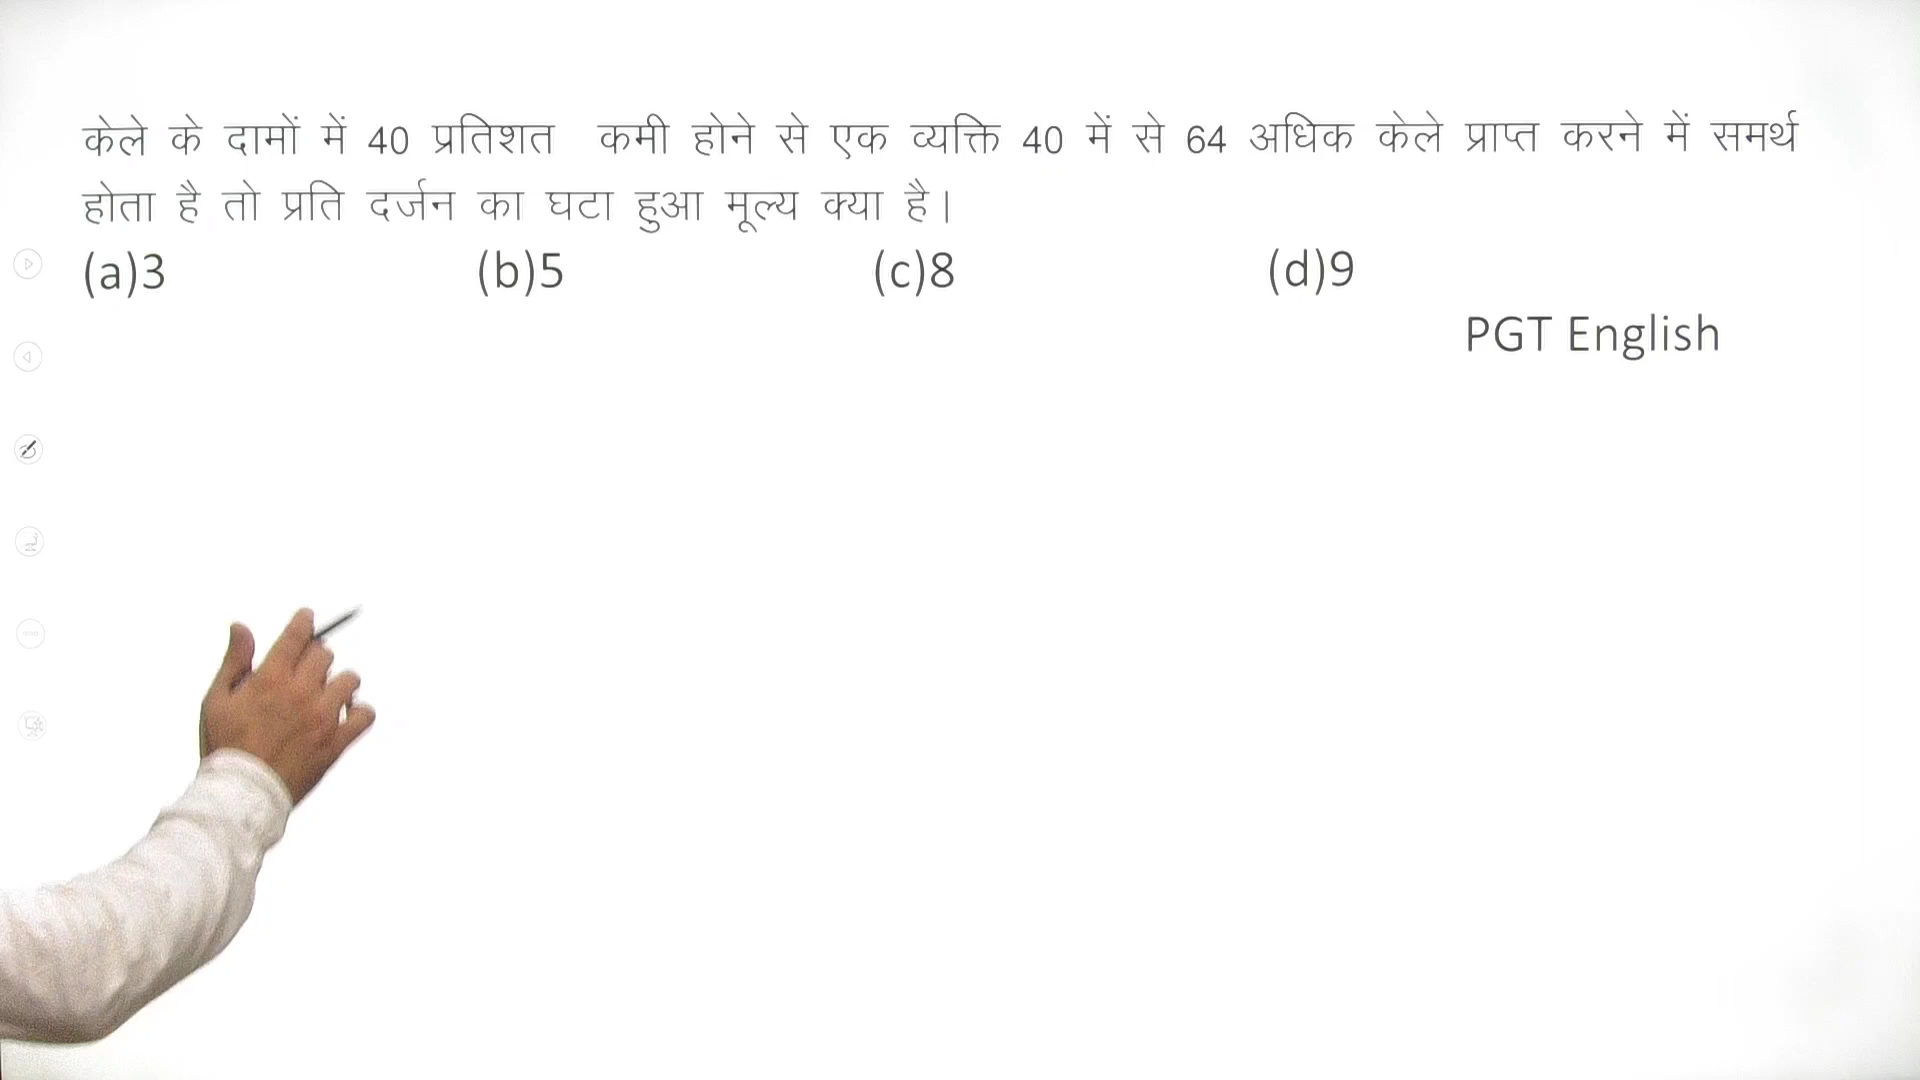 केले के दामों में 40 प्रतिशत कमी होने से एक व्यक्ति 40 में से 64 अधिक केले प्राप्त करने में समर्थ
होता है तो प्रति दर्जन का घटा हुआ मूल्य क्या है।
(a)3 (b)5 (c)8 (d)9
PGT English